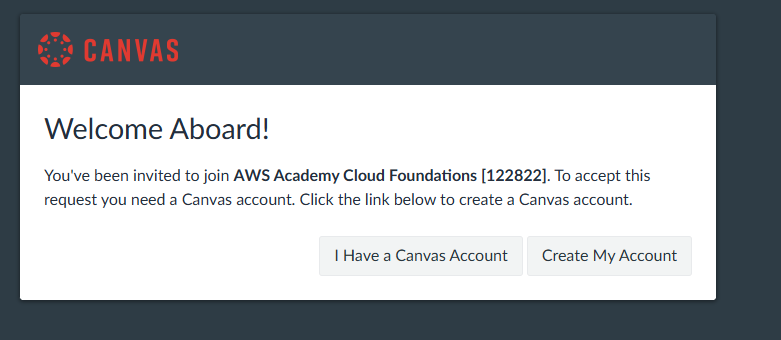 CANVAS
Welcome Aboard!
You've been invited to join AWS Academy Cloud Foundations [122822]. To accept this
request you need a Canvas account. Click the link below to create a Canvas account.
I Have a Canvas Account
Create My Account